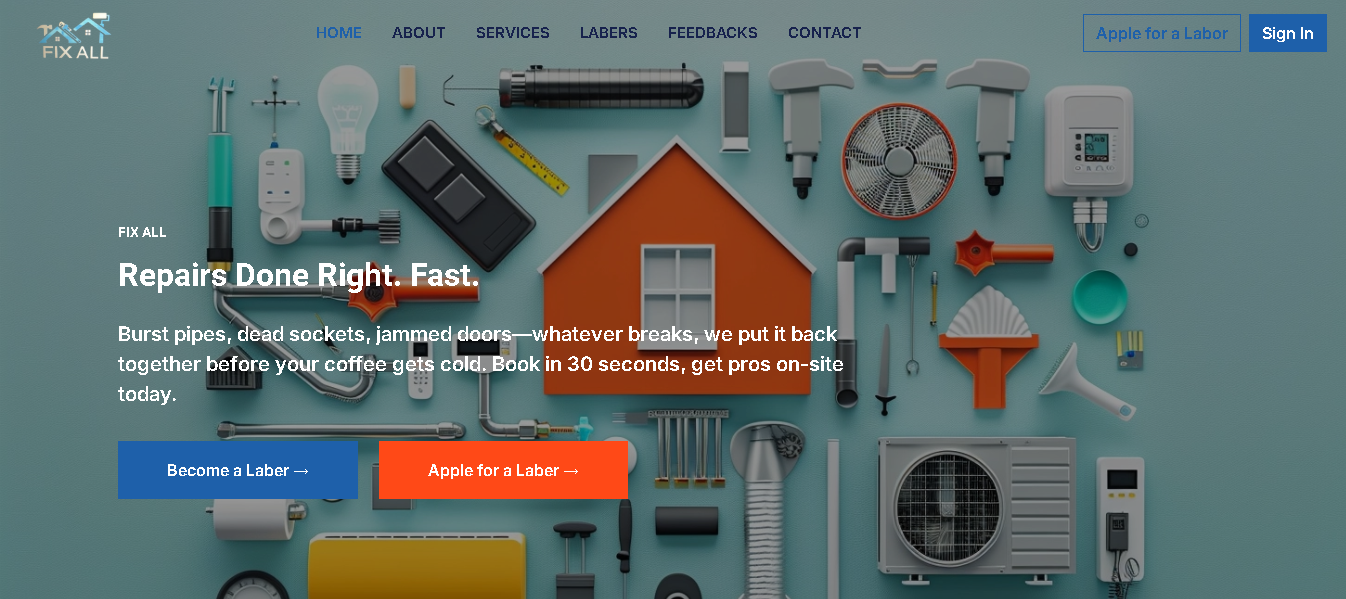 FIX ALL
HOME
ABOUT
SERVICES
LABERS
FEEDBACKS
CONTACT
Apple for a Labor
Sign In
FIX ALL
Repairs Done Right. Fast.
Burst pipes, dead sockets, jammed doors—whatever breaks, we put it back
together before your coffee gets cold. Book in 30 seconds, get pros on-site
today.
Become a Laber →
Apple for a Laber →